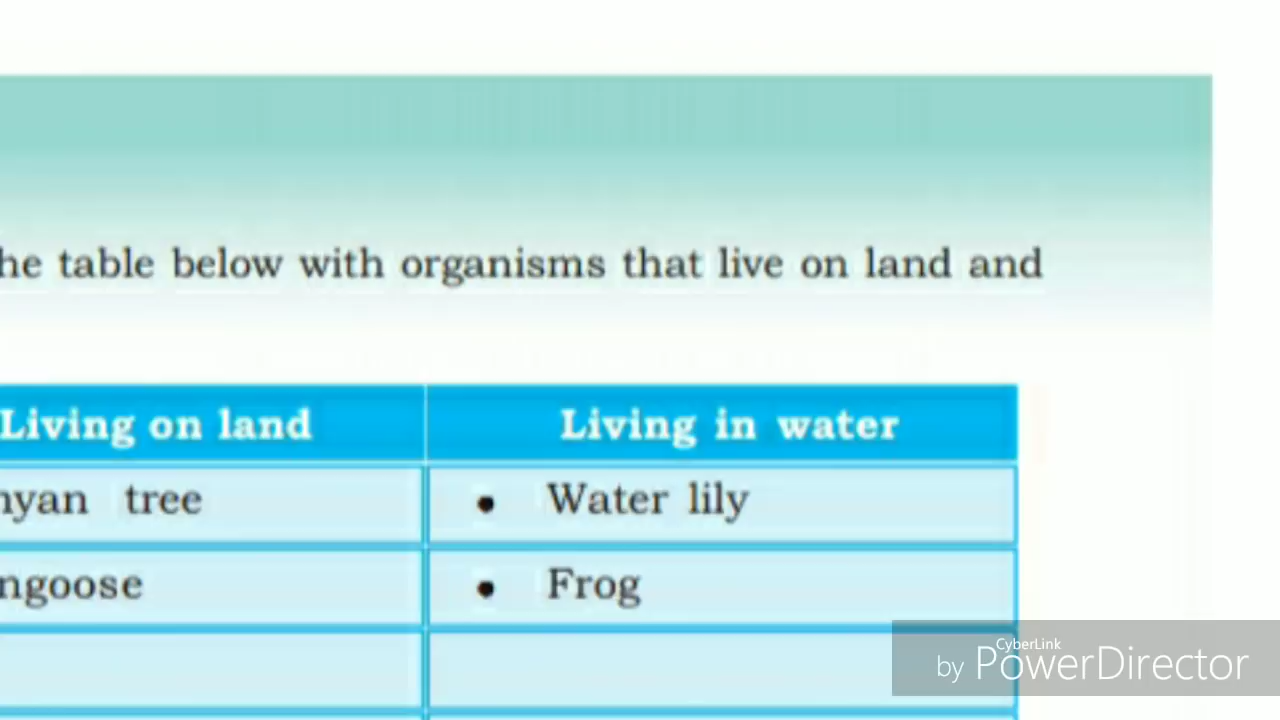 he table below with organisms that live on land and
Living on land Living in water
nyan tree • Water lily
ngoose • Frog
CyberLink
by PowerDirector